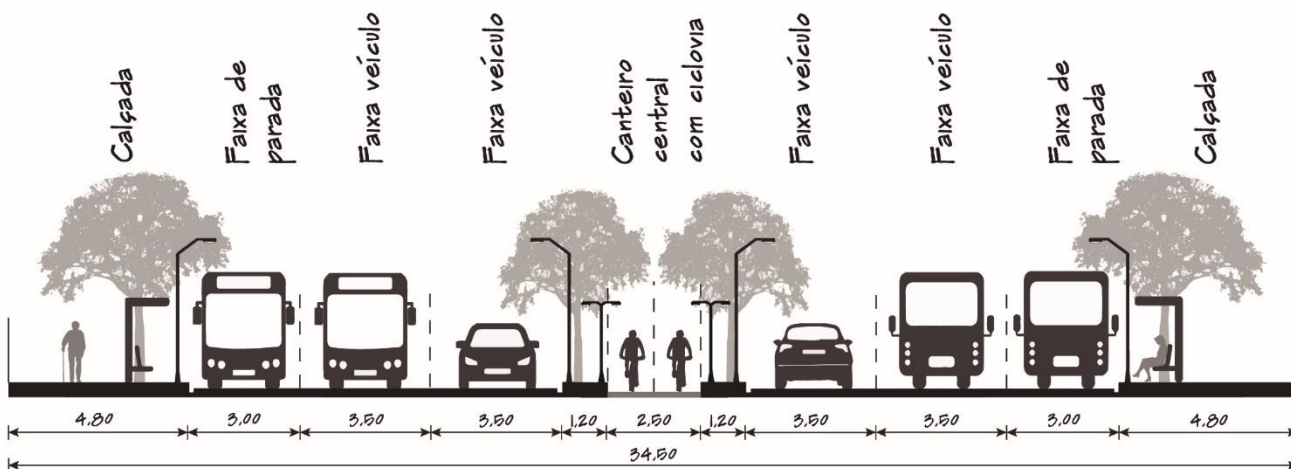 Calçada
Faixa de
parada
Faixa veículo
Faixa veículo
Canteiro
central
com ciclovia
Faixa veículo
Faixa veículo
Faixa de
parada
Calçada
4,80
3,00
3,50
3,50
1,20
2,50
1,20
3,50
3,50
3,00
4,80
34,50